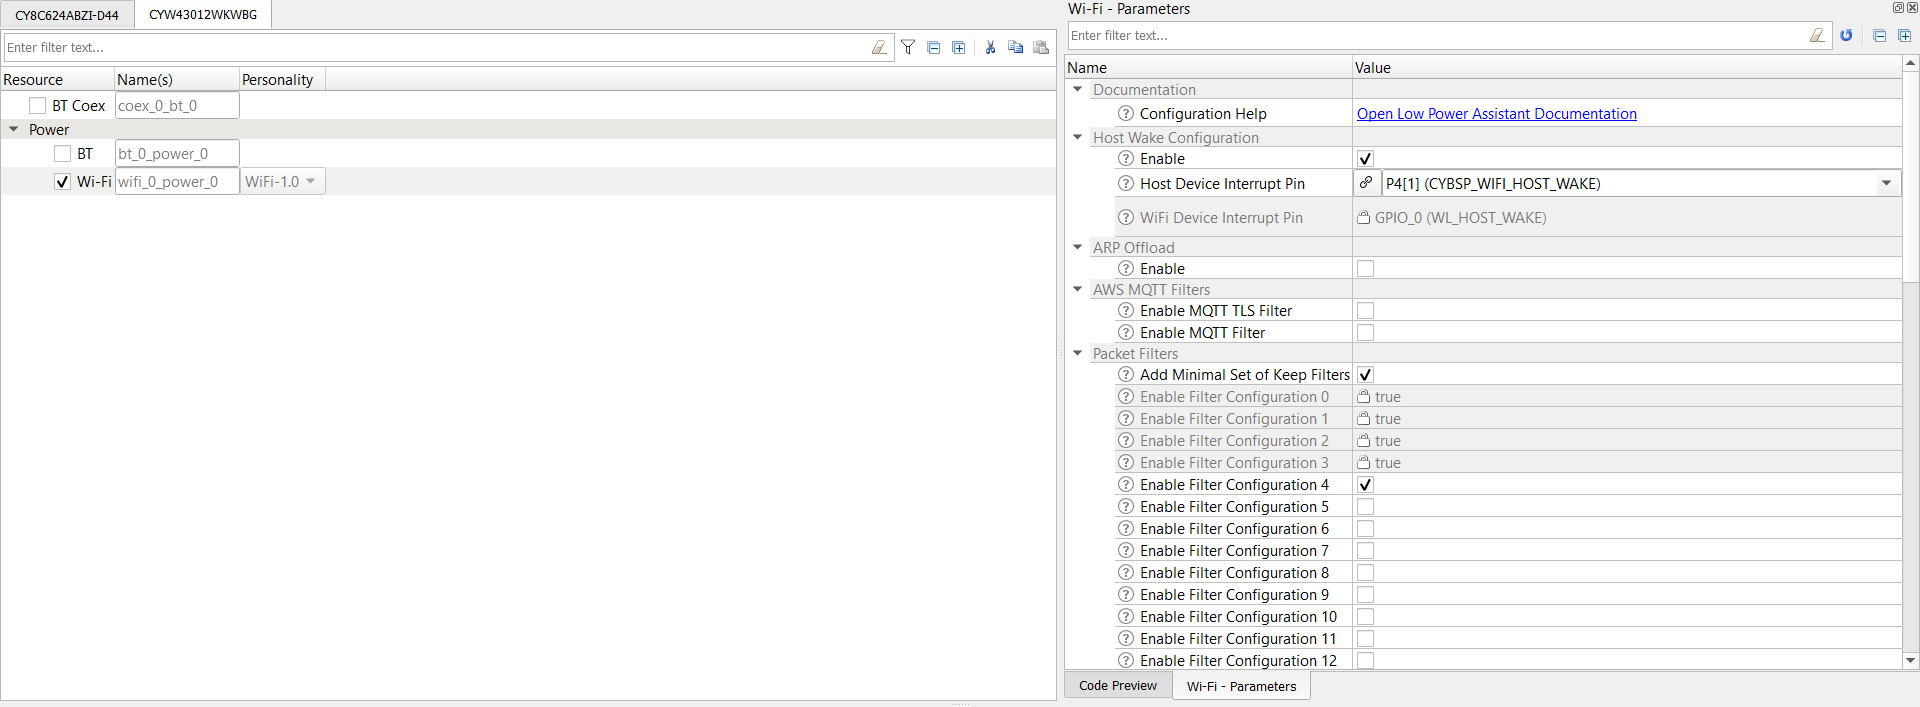 CY8C624ABZI-D44
CYW43012WKWBG
Enter filter text...
Resource Name(s) Personality
BT Coex coex_0_bt_0
Power
BT bt_0_power_0
Wi-Fi wifi_0_power_0 WiFi-1.0
Wi-Fi - Parameters
Enter filter text...
Name Value
Documentation
Configuration Help Open Low Power Assistant Documentation
Host Wake Configuration
Enable
Host Device Interrupt Pin P4[1] (CYBSP_WIFI_HOST_WAKE)
WiFi Device Interrupt Pin GPIO_0 (WL_HOST_WAKE)
ARP Offload
Enable
AWS MQTT Filters
Enable MQTT TLS Filter
Enable MQTT Filter
Packet Filters
Add Minimal Set of Keep Filters
Enable Filter Configuration 0 true
Enable Filter Configuration 1 true
Enable Filter Configuration 2 true
Enable Filter Configuration 3 true
Enable Filter Configuration 4
Enable Filter Configuration 5
Enable Filter Configuration 6
Enable Filter Configuration 7
Enable Filter Configuration 8
Enable Filter Configuration 9
Enable Filter Configuration 10
Enable Filter Configuration 11
Enable Filter Configuration 12
Code Preview
Wi-Fi - Parameters